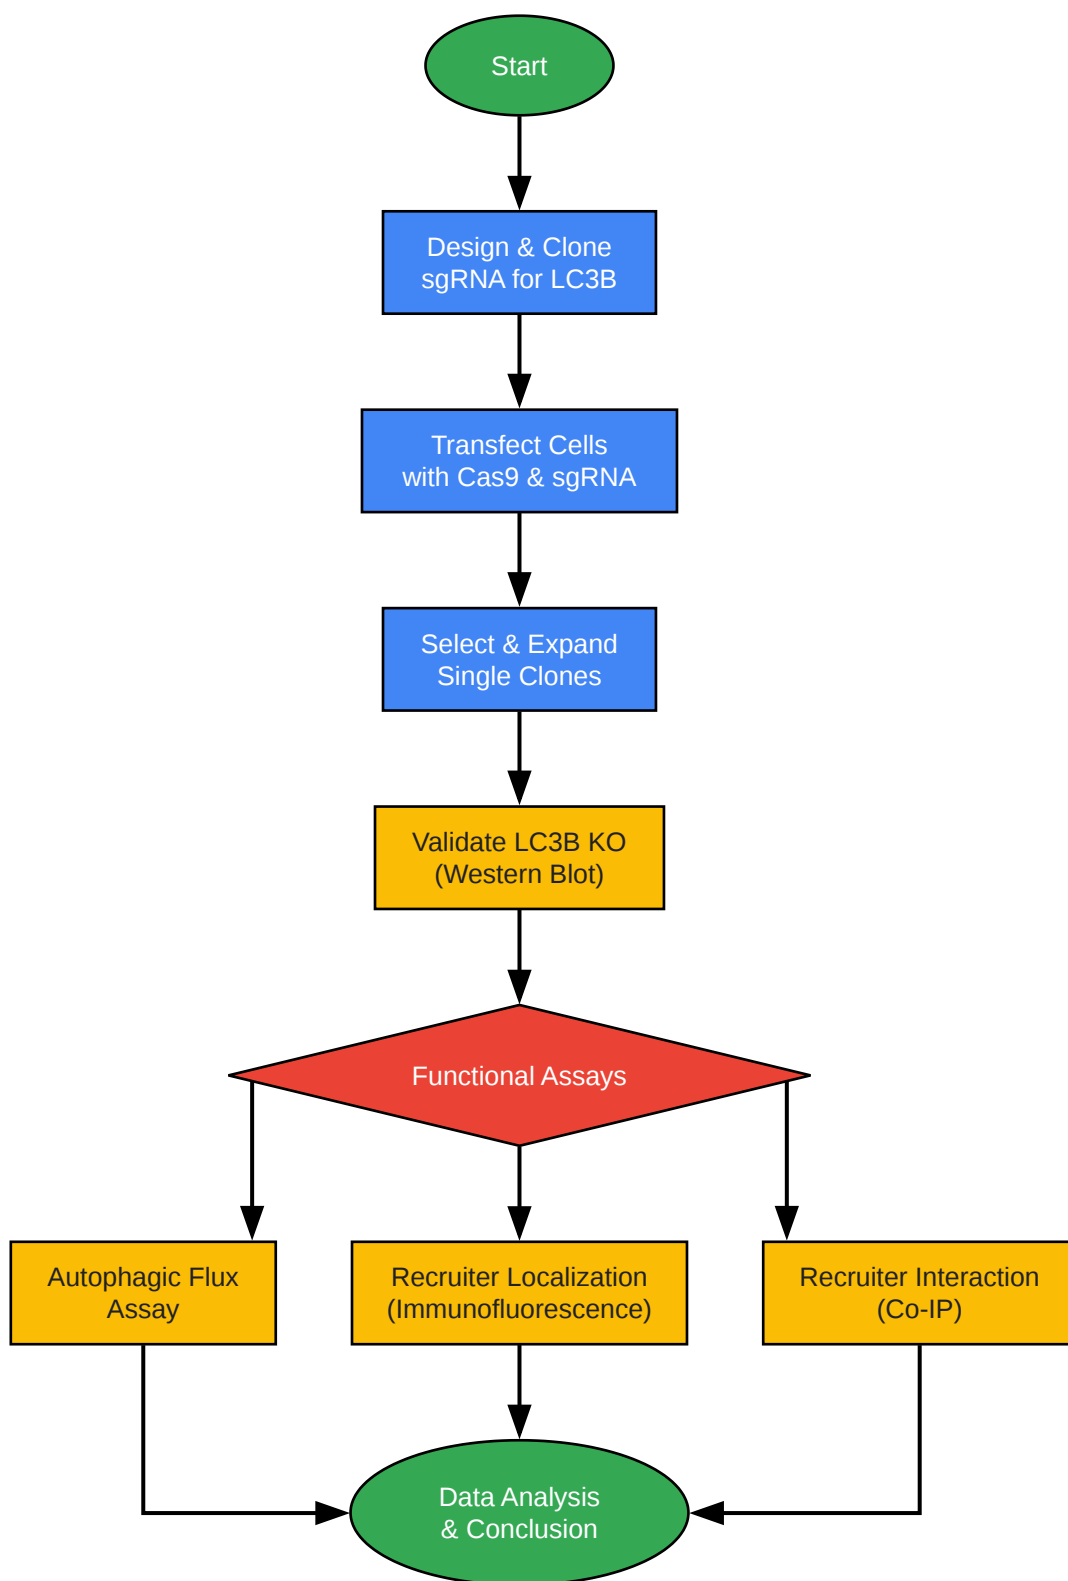 Start
Design & Clone
sgRNA for LC3B
Transfect Cells
with Cas9 & sgRNA
Select & Expand
Single Clones
Validate LC3B KO
(Western Blot)
Functional Assays
Autophagic Flux
Assay
Recruiter Localization
(Immunofluorescence)
Recruiter Interaction
(Co-IP)
Data Analysis
& Conclusion